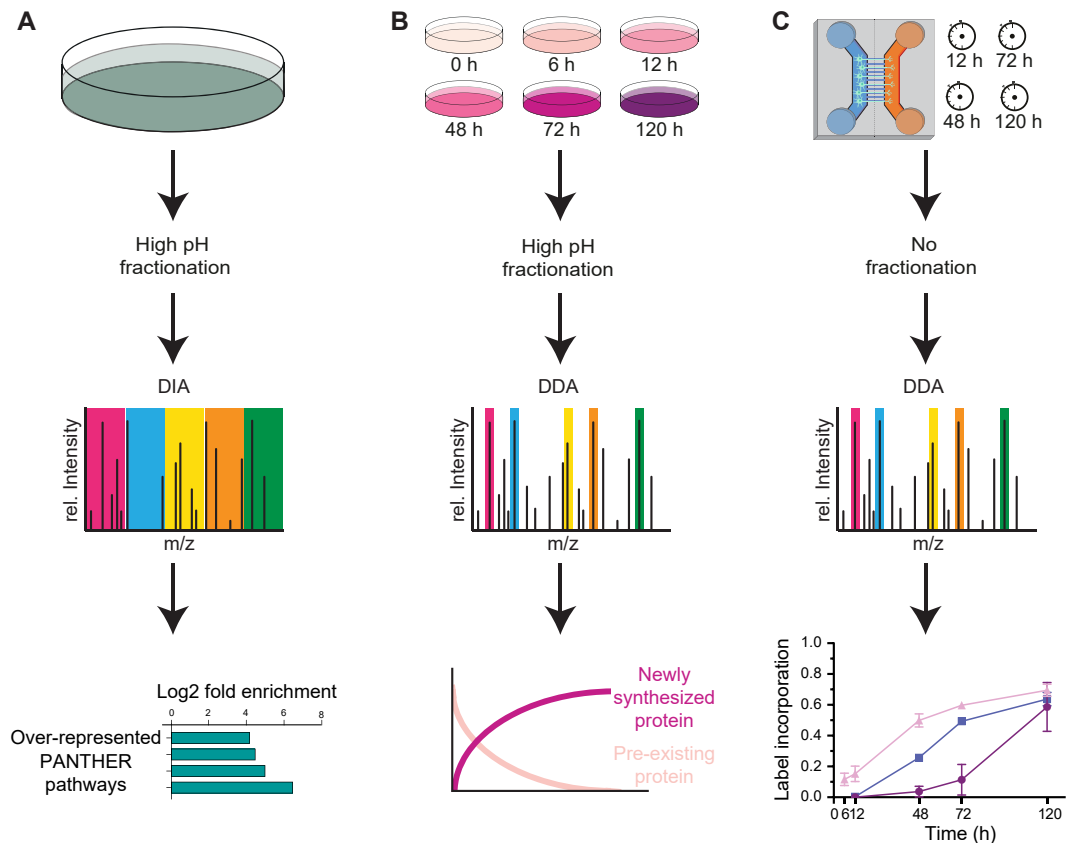 A
High pH
fractionation
DIA
rel. Intensity
m/z
Log2 fold enrichment
0 2 4 6 8
Over-represented
PANTHER
pathways
B
0 h 6 h 12 h
48 h 72 h 120 h
High pH
fractionation
DDA
rel. Intensity
m/z
Newly
synthesized
protein
Pre-existing
protein
C
12 h 72 h
48 h 120 h
No
fractionation
DDA
rel. Intensity
m/z
Label incorporation
1.0
0.8
0.6
0.4
0.2
0.0
0 6 12 48 72 120
Time (h)